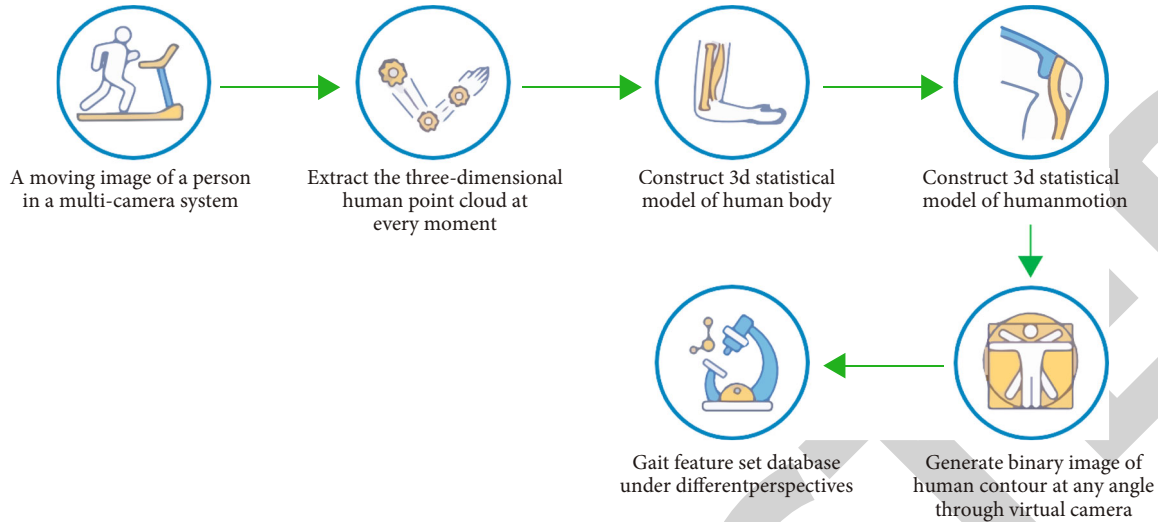 A moving image of a person
in a multi-camera system
Extract the three-dimensional
human point cloud at
every moment
Construct 3d statistical
model of human body
Construct 3d statistical
model of humanmotion
Gait feature set database
under differentperspectives
Generate binary image of
human contour at any angle
through virtual camera